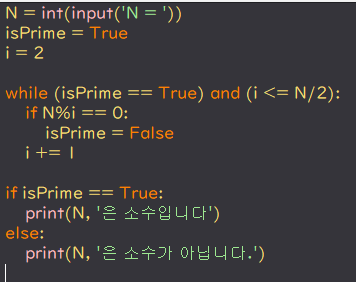 N = int(input('N = '))
isPrime = True
i = 2
while (isPrime == True) and (i <= N/2):
    if N%i == 0:
        isPrime = False
    i += 1
if isPrime == True:
    print(N, '은 소수입니다')
else:
    print(N, '은 소수가 아닙니다.')